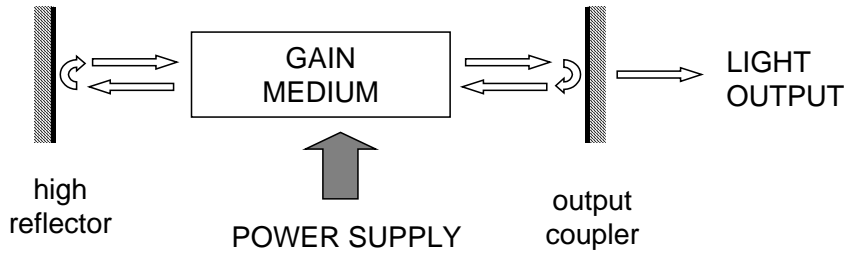 GAIN
MEDIUM
LIGHT
OUTPUT
high
reflector
POWER SUPPLY
output
coupler